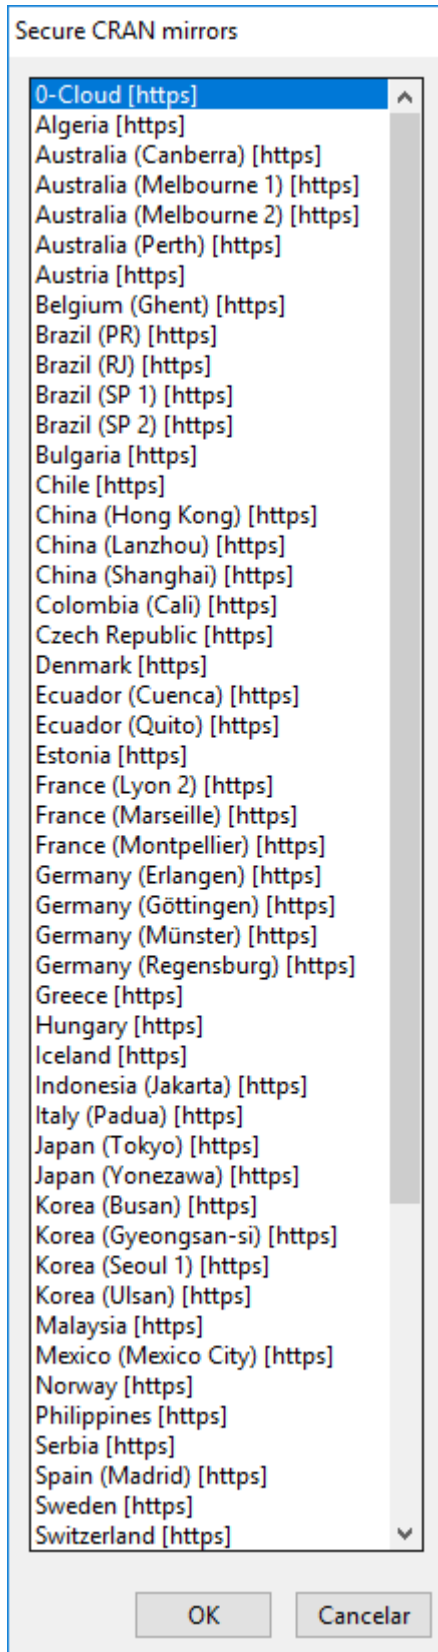 Secure CRAN mirrors
0-Cloud [https]
Algeria [https]
Australia (Canberra) [https]
Australia (Melbourne 1) [https]
Australia (Melbourne 2) [https]
Australia (Perth) [https]
Austria [https]
Belgium (Ghent) [https]
Brazil (PR) [https]
Brazil (RJ) [https]
Brazil (SP 1) [https]
Brazil (SP 2) [https]
Bulgaria [https]
Chile [https]
China (Hong Kong) [https]
China (Lanzhou) [https]
China (Shanghai) [https]
Colombia (Cali) [https]
Czech Republic [https]
Denmark [https]
Ecuador (Cuenca) [https]
Ecuador (Quito) [https]
Estonia [https]
France (Lyon 2) [https]
France (Marseille) [https]
France (Montpellier) [https]
Germany (Erlangen) [https]
Germany (Göttingen) [https]
Germany (Münster) [https]
Germany (Regensburg) [https]
Greece [https]
Hungary [https]
Iceland [https]
Indonesia (Jakarta) [https]
Italy (Padua) [https]
Japan (Tokyo) [https]
Japan (Yonezawa) [https]
Korea (Busan) [https]
Korea (Gyeongsan-si) [https]
Korea (Seoul 1) [https]
Korea (Ulsan) [https]
Malaysia [https]
Mexico (Mexico City) [https]
Norway [https]
Philippines [https]
Serbia [https]
Spain (Madrid) [https]
Sweden [https]
Switzerland [https]
OK Cancelar